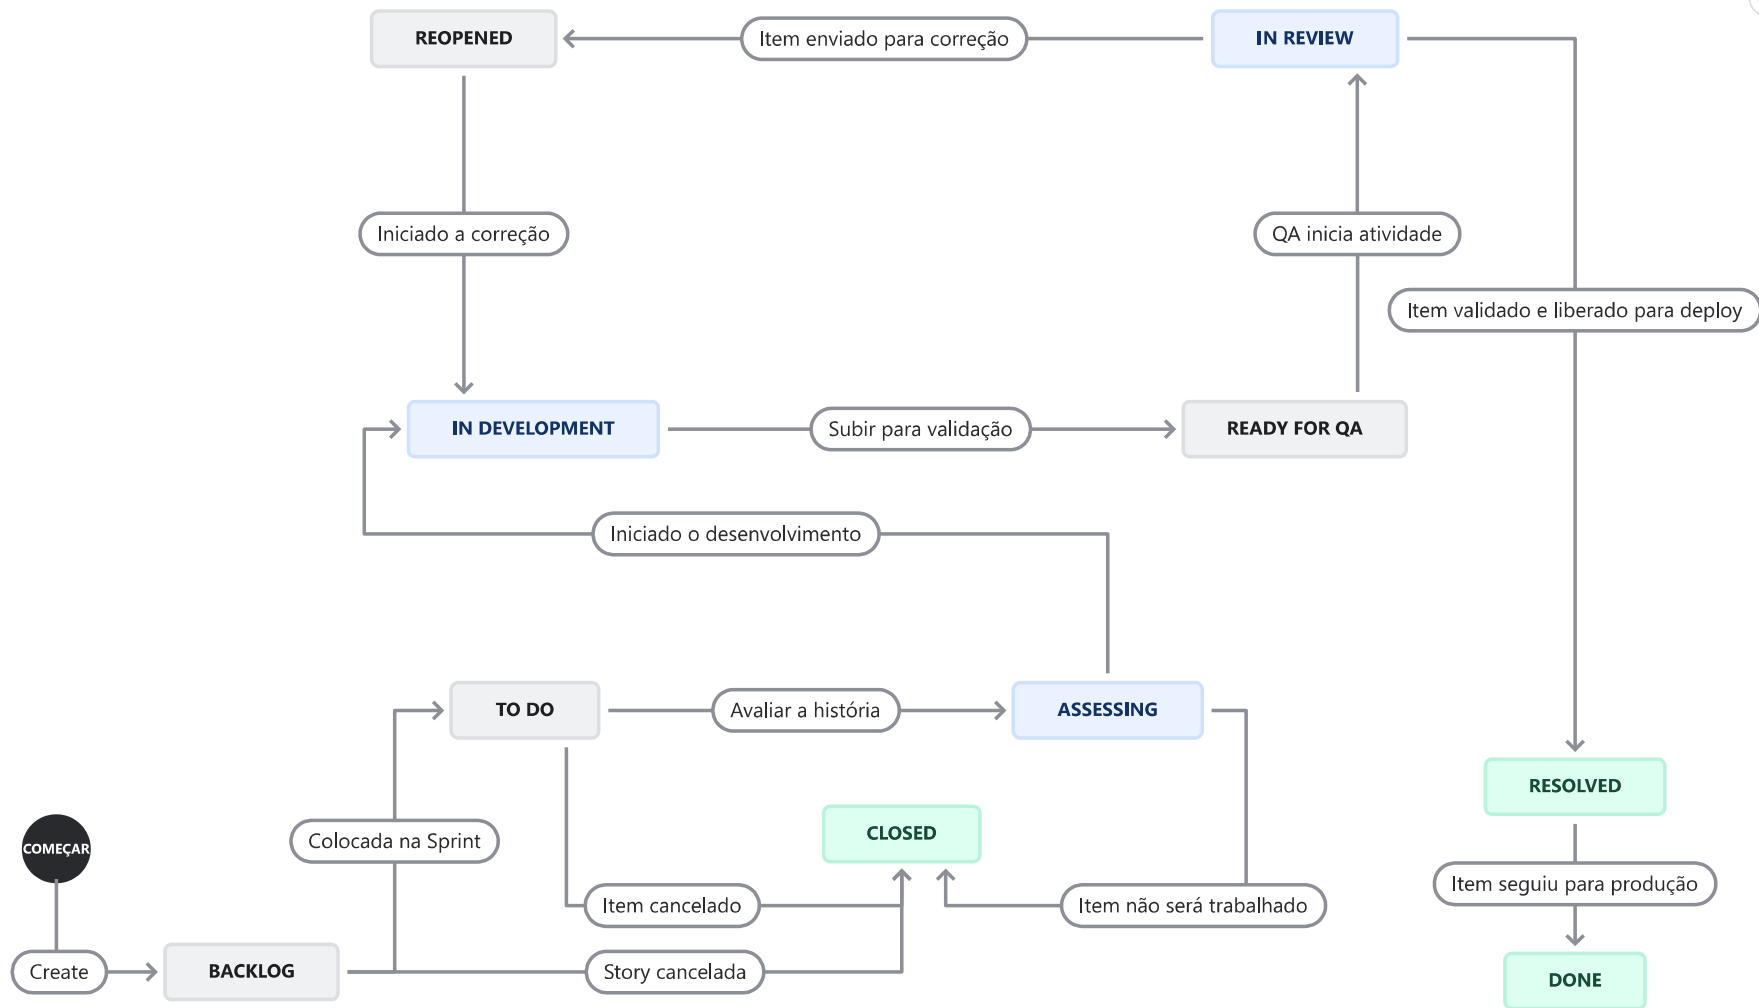 REOPENED
Item enviado para correção
IN REVIEW
Iniciado a correção
QA inicia atividade
Item validado e liberado para deploy
IN DEVELOPMENT
Subir para validação
READY FOR QA
Iniciado o desenvolvimento
TO DO
Avaliar a história
ASSESSING
RESOLVED
CLOSED
Colocada na Sprint
COMEÇAR
Item seguiu para produção
Item cancelado
Item não será trabalhado
Create
BACKLOG
Story cancelada
DONE